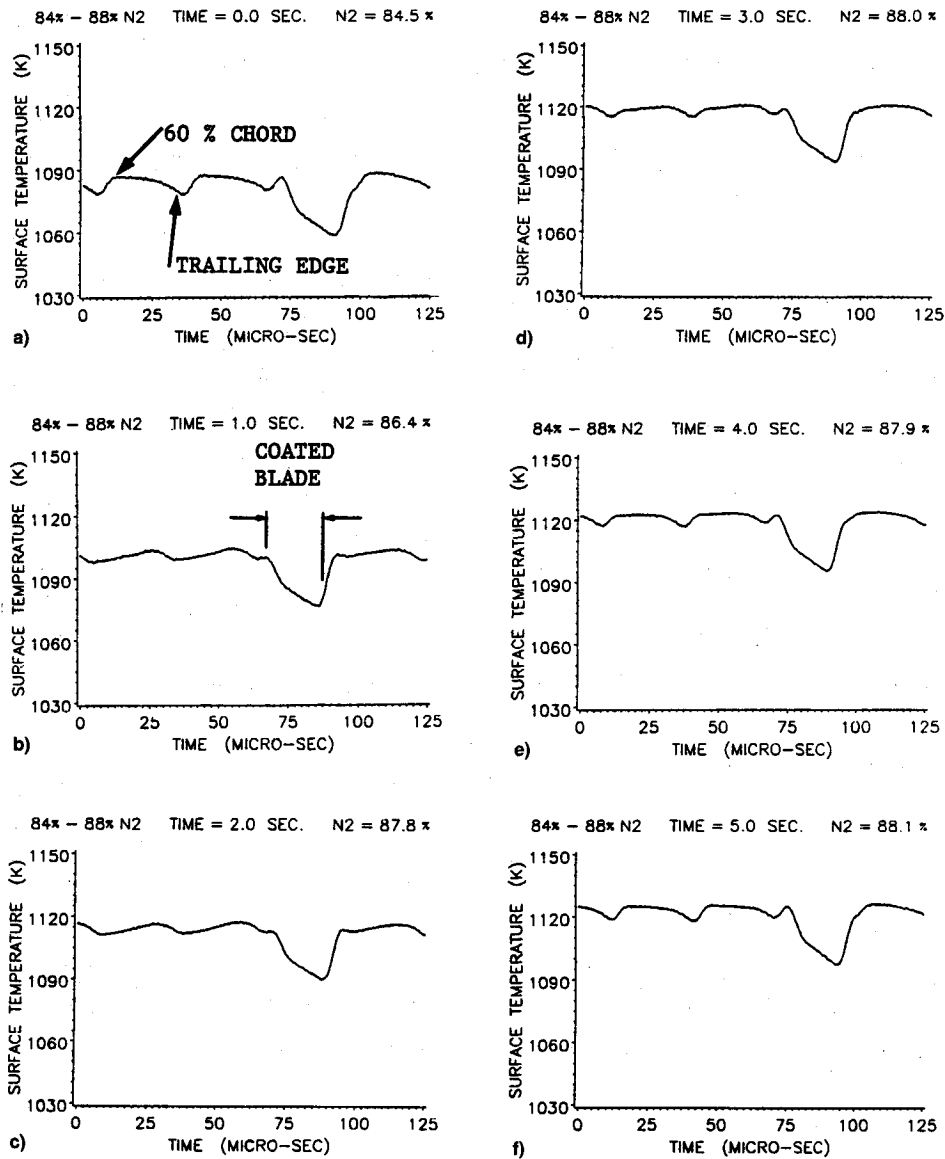 84% - 88% N2 TIME = 0.0 SEC. N2 = 84.5 %
SURFACE TEMPERATURE (K)
1150
1120
1090
1060
1030
60 % CHORD
TRAILING EDGE
0 25 50 75 100 125
TIME (MICRO-SEC)
a)
84% - 88% N2 TIME = 1.0 SEC. N2 = 86.4 %
SURFACE TEMPERATURE (K)
1150
1120
1090
1060
1030
COATED
BLADE
0 25 50 75 100 125
TIME (MICRO-SEC)
b)
84% - 88% N2 TIME = 2.0 SEC. N2 = 87.8 %
SURFACE TEMPERATURE (K)
1150
1120
1090
1060
1030
0 25 50 75 100 125
TIME (MICRO-SEC)
c)
84% - 88% N2 TIME = 3.0 SEC. N2 = 88.0 %
SURFACE TEMPERATURE (K)
1150
1120
1090
1060
1030
0 25 50 75 100 125
TIME (MICRO-SEC)
d)
84% - 88% N2 TIME = 4.0 SEC. N2 = 87.9 %
SURFACE TEMPERATURE (K)
1150
1120
1090
1060
1030
0 25 50 75 100 125
TIME (MICRO-SEC)
e)
84% - 88% N2 TIME = 5.0 SEC. N2 = 88.1 %
SURFACE TEMPERATURE (K)
1150
1120
1090
1060
1030
0 25 50 75 100 125
TIME (MICRO-SEC)
f)